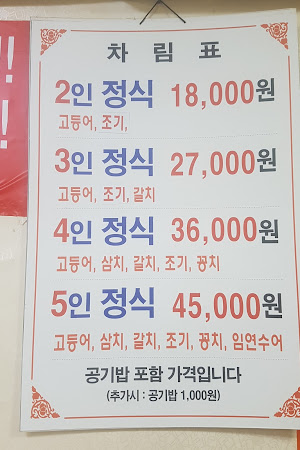 차림표
2인 정식 18,000원
고등어, 조기,
3인 정식 27,000원
고등어, 조기, 갈치
4인 정식 36,000원
고등어, 삼치, 갈치, 조기, 꽁치
5인 정식 45,000원
고등어, 삼치, 갈치, 조기, 꽁치, 임연수어
공기밥 포함 가격입니다
(추가시 : 공기밥 1,000원)